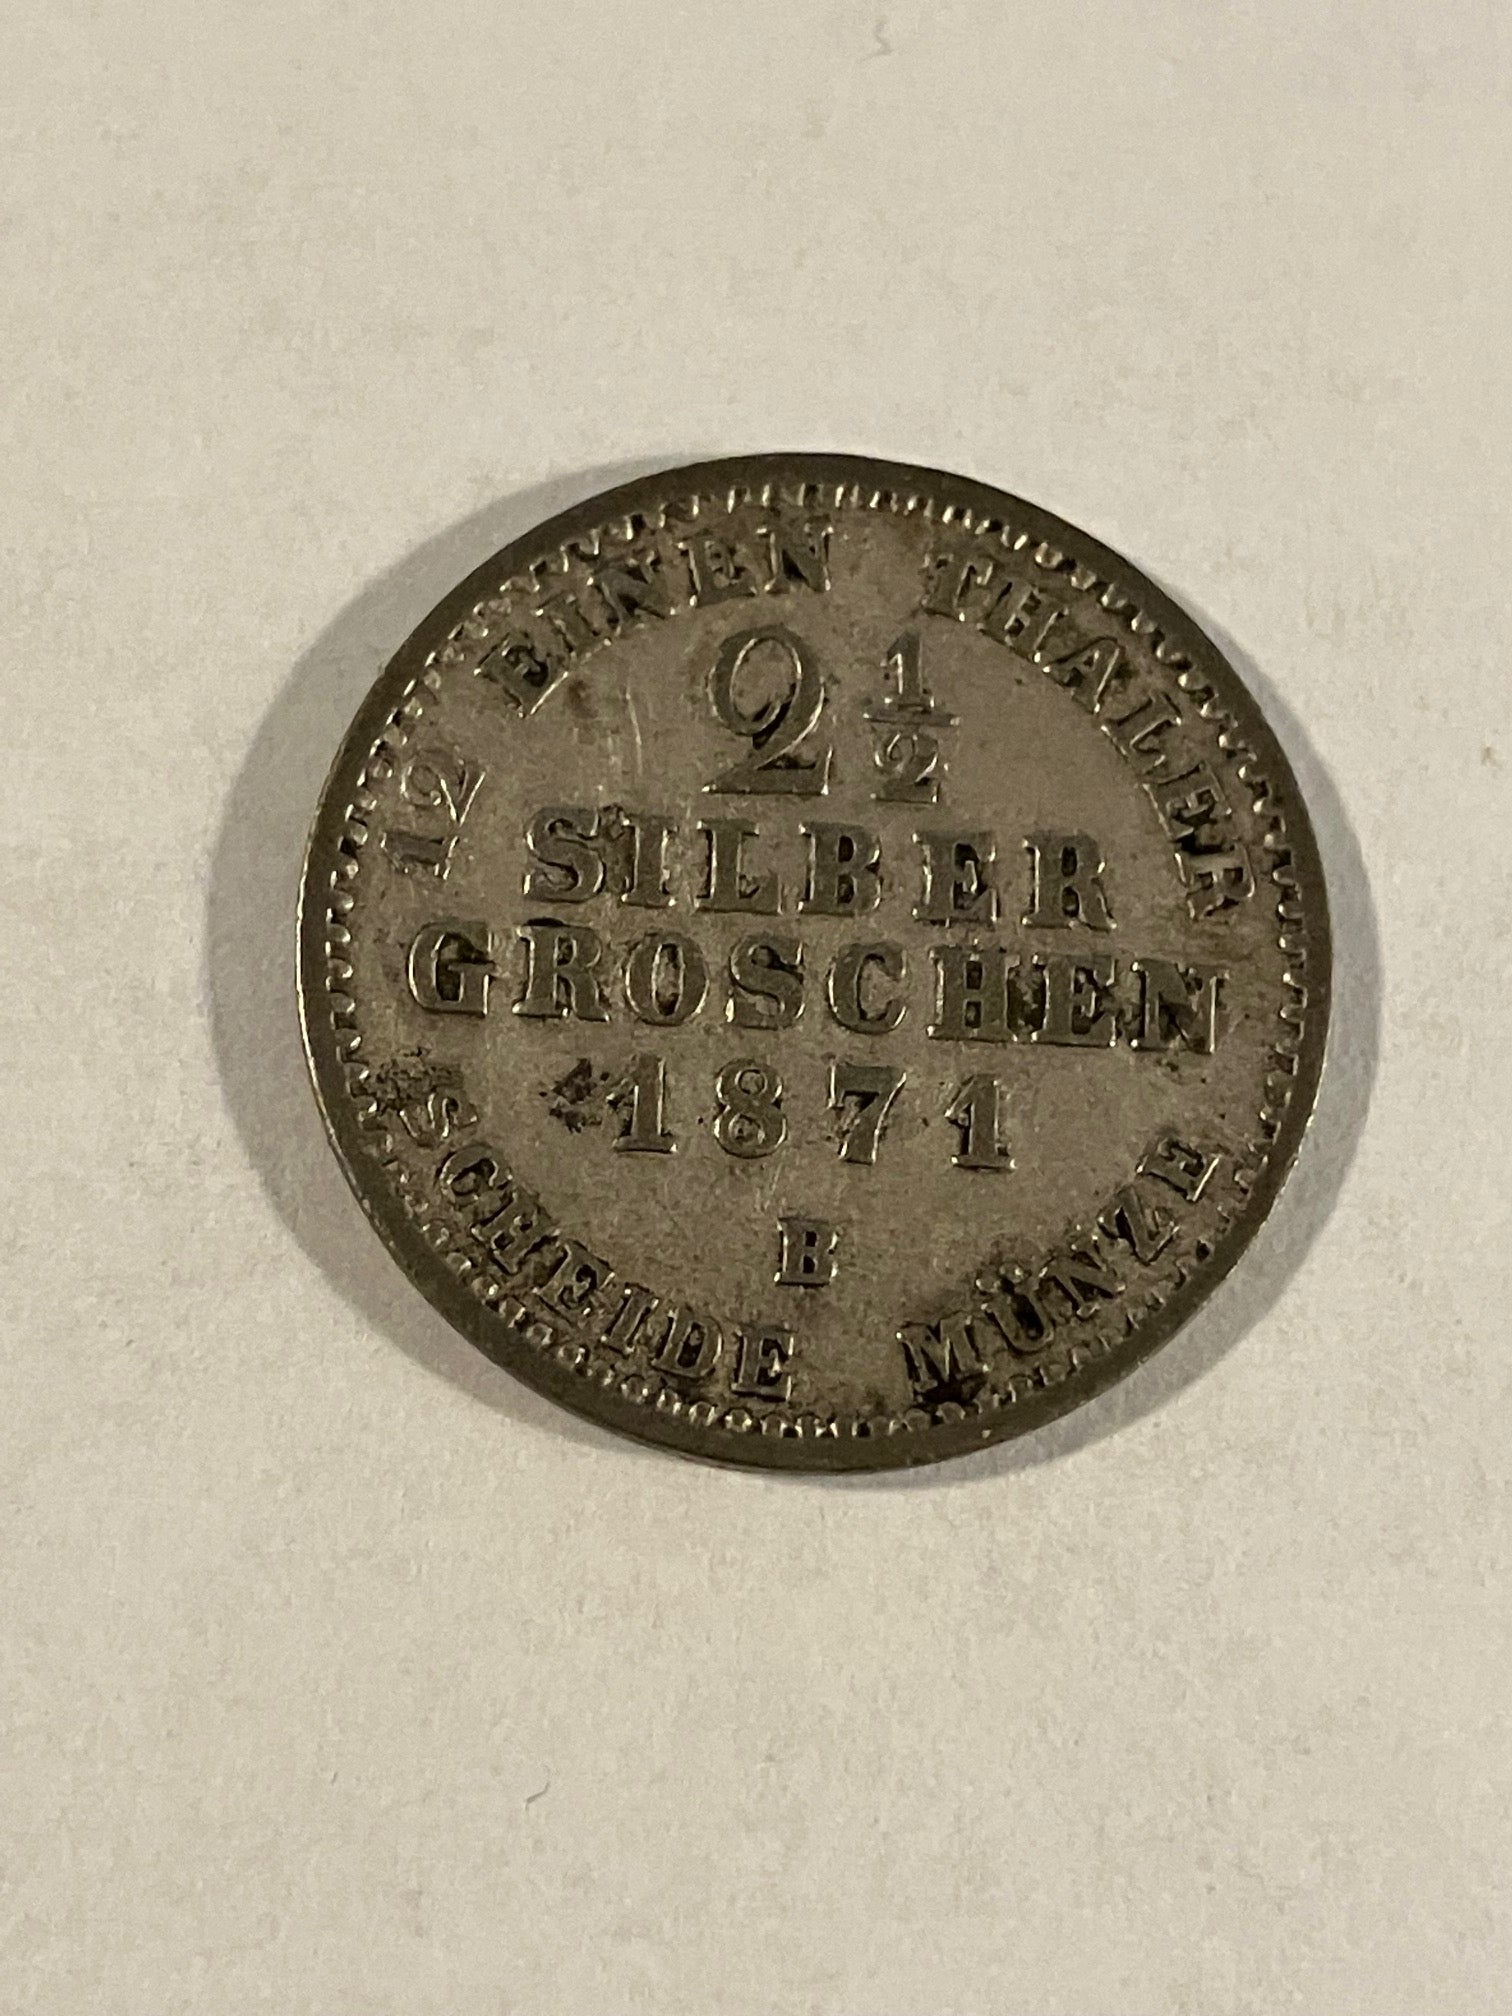 12 EINEN THALER
2 1/2
SILBER
GROSCHEN
1871
B
SCHEIDE MÜNZE